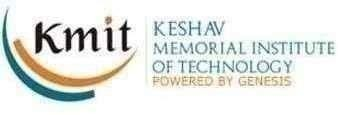 Kmit
KESHAV
MEMORIAL INSTITUTE
OF TECHNOLOGY
POWERED BY GENESIS